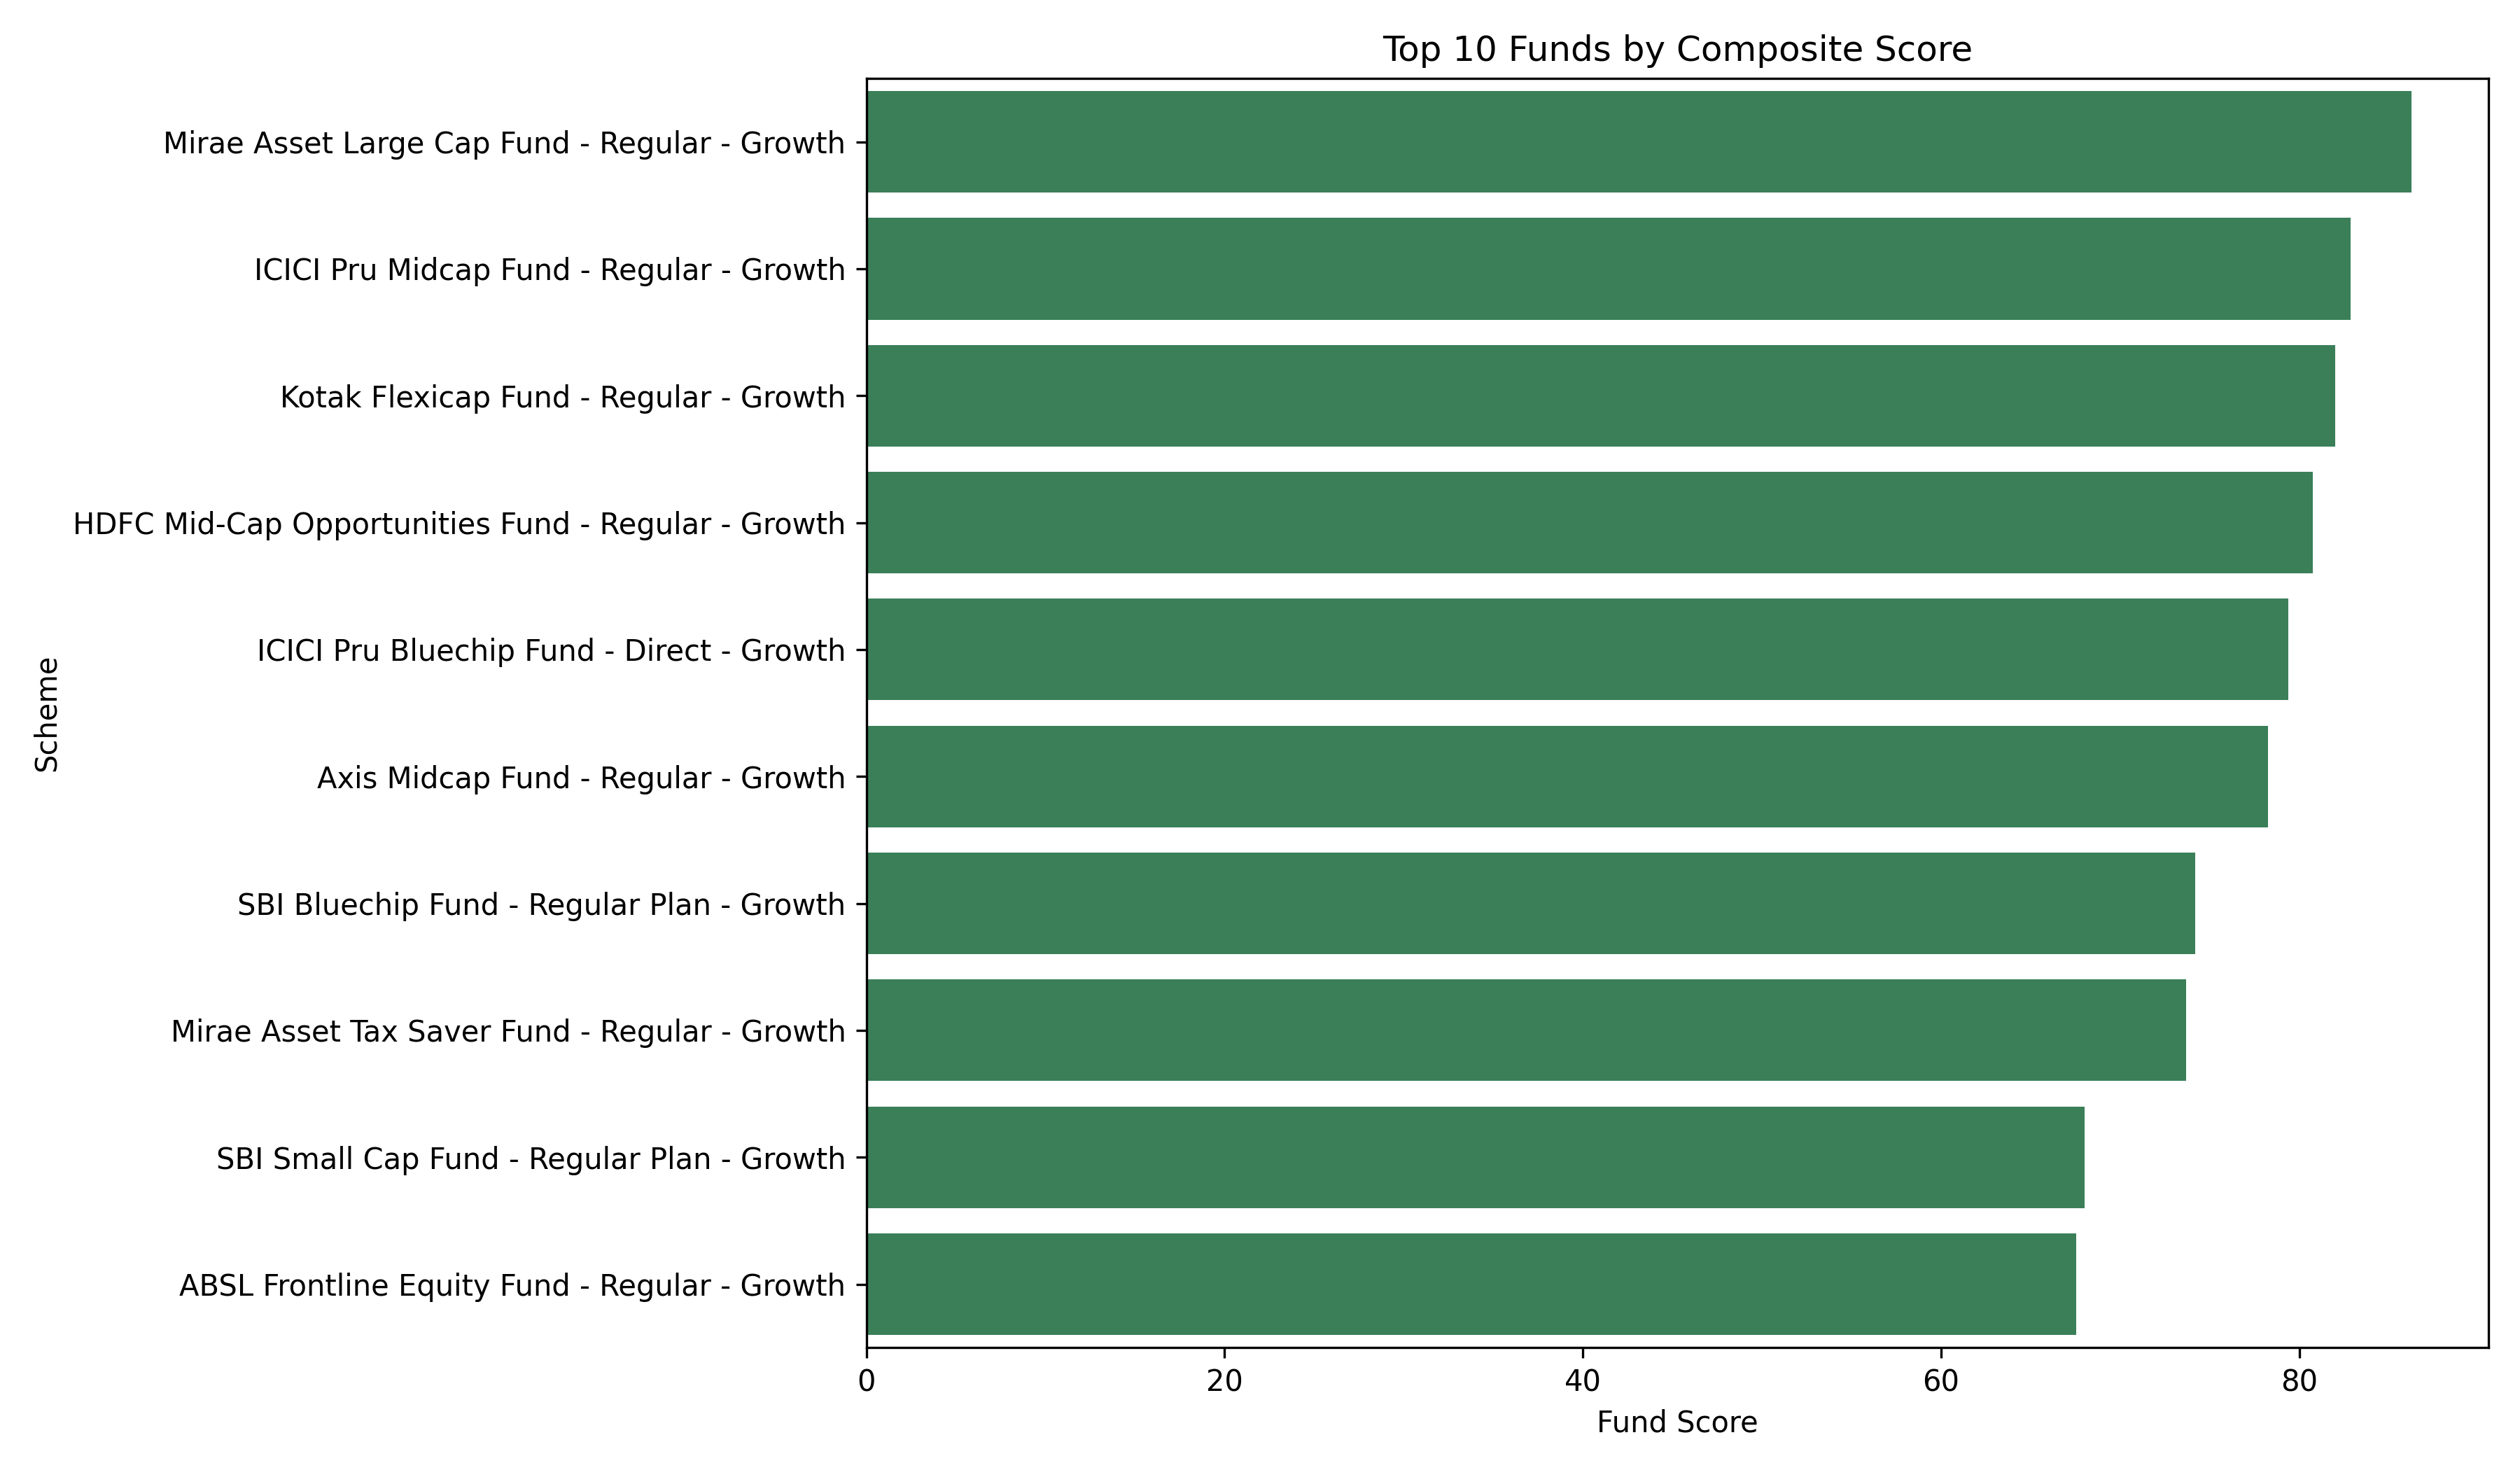 Top 10 Funds by Composite Score
Mirae Asset Large Cap Fund - Regular - Growth
ICICI Pru Midcap Fund - Regular - Growth
Kotak Flexicap Fund - Regular - Growth
HDFC Mid-Cap Opportunities Fund - Regular - Growth
ICICI Pru Bluechip Fund - Direct - Growth
Axis Midcap Fund - Regular - Growth
SBI Bluechip Fund - Regular Plan - Growth
Mirae Asset Tax Saver Fund - Regular - Growth
SBI Small Cap Fund - Regular Plan - Growth
ABSL Frontline Equity Fund - Regular - Growth
Scheme
0 20 40 60 80
Fund Score